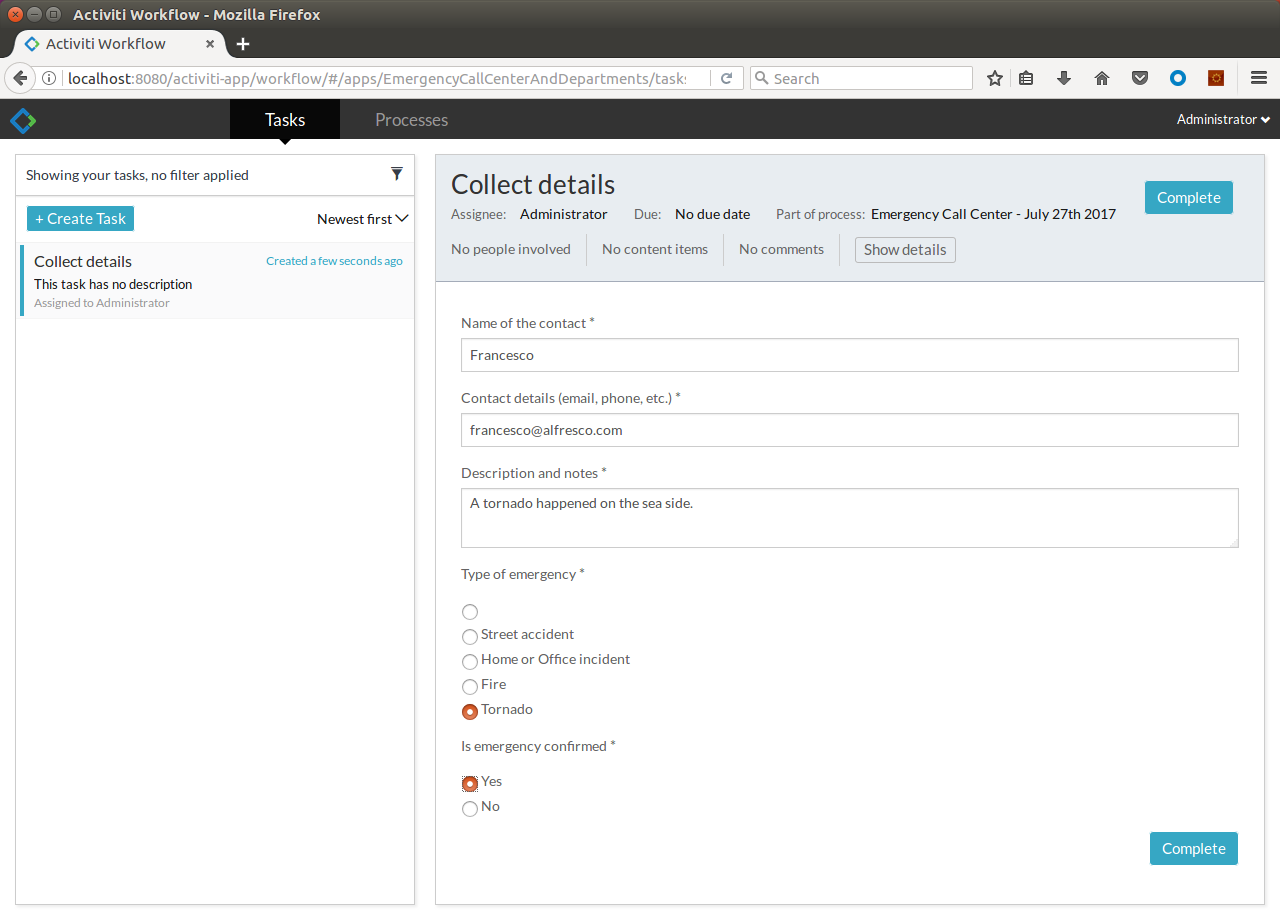 Activiti Workflow - Mozilla Firefox
Activiti Workflow
localhost:8080/activiti-app/workflow/#/apps/EmergencyCallCenterAndDepartments/tasks
Search
Tasks
Processes
Administrator
Showing your tasks, no filter applied
+ Create Task
Newest first
Collect details
Created a few seconds ago
This task has no description
Assigned to Administrator
Collect details
Complete
Assignee: Administrator Due: No due date Part of process: Emergency Call Center - July 27th 2017
No people involved No content items No comments Show details
Name of the contact *
Francesco
Contact details (email, phone, etc.) *
francesco@alfresco.com
Description and notes *
A tornado happened on the sea side.
Type of emergency *
Street accident
Home or Office incident
Fire
Tornado
Is emergency confirmed *
Yes
No
Complete